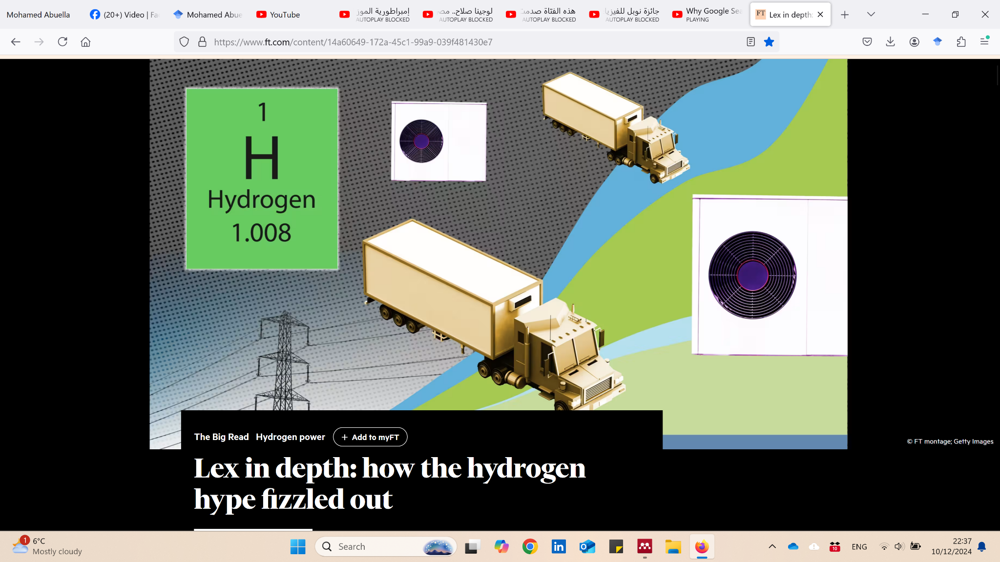 Mohamed Abuella
(20+) Video | Fa
Mohamed Abue
YouTube
إمبراطورية الموز
AUTOPLAY BLOCKED
لوجينا صلاح.. مصر
AUTOPLAY BLOCKED
هذه الفتاة صدمت
AUTOPLAY BLOCKED
جائزة نوبل للفيزيا
AUTOPLAY BLOCKED
Why Google Sea
PLAYING
FT
Lex in depth:
https://www.ft.com/content/14a60649-172a-45c1-99a9-039f481430e7
1
H
Hydrogen
1.008
The Big Read Hydrogen power + Add to myFT
© FT montage; Getty Images
Lex in depth: how the hydrogen
hype fizzled out
1
6°C
Mostly cloudy
Search
10
ENG
22:37
10/12/2024